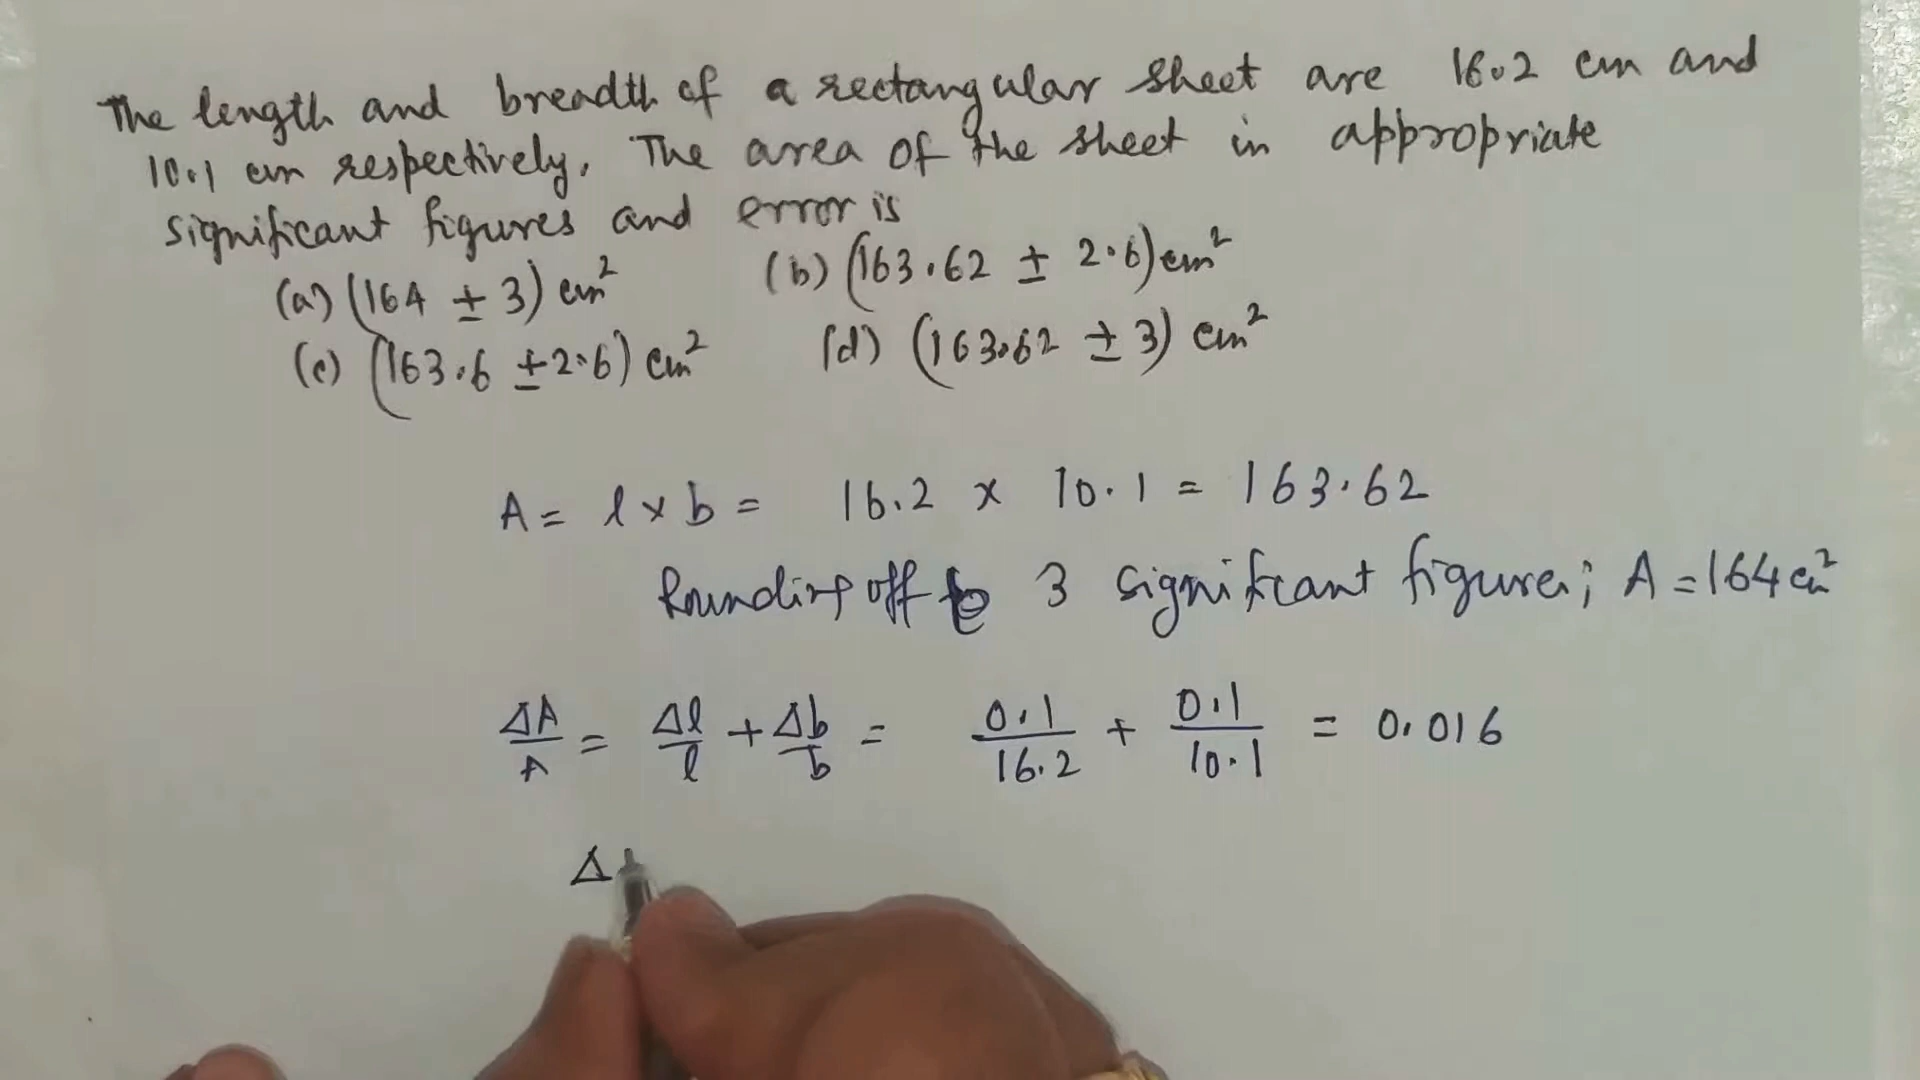 The length and breadth of a rectangular sheet are 16.2 cm and
10.1 cm respectively. The area of the sheet in appropriate
significant figures and error is
(a) (164 ± 3) cm² (b) (163.62 ± 2.6) cm²
(c) (163.6 ± 2.6) cm² (d) (163.62 ± 3) cm²
A = l × b = 16.2 × 10.1 = 163.62
Rounding off to 3 significant figures; A = 164 cm²
ΔA/A = Δl/l + Δb/b = 0.1/16.2 + 0.1/10.1 = 0.016
Δ